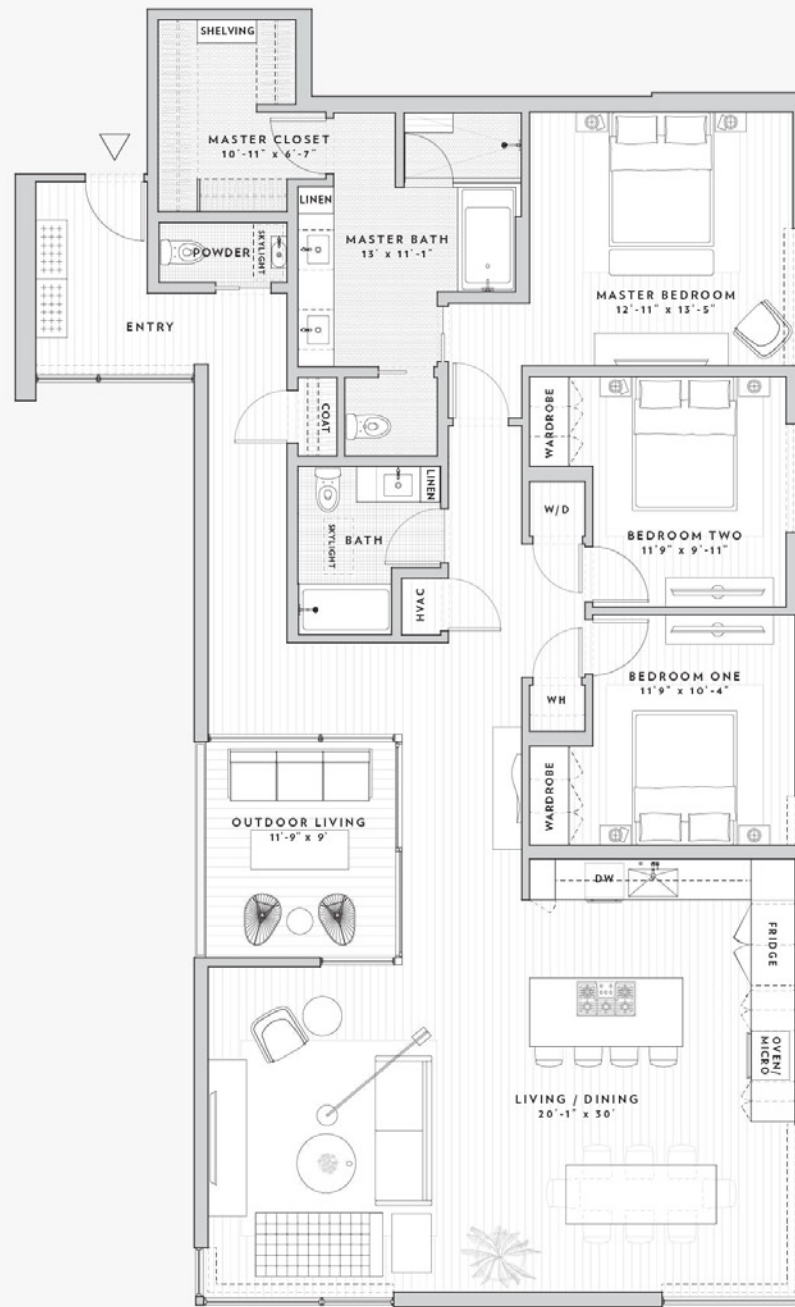 SHELVING
MASTER CLOSET
10'-11" x 6'-7"
LINEN
POWDER
SKYLIGHT
MASTER BATH
13' x 11'-1"
MASTER BEDROOM
12'-11" x 13'-5"
ENTRY
COAT
WARDROBE
LINEN
W/D
BATH
SKYLIGHT
BEDROOM TWO
11'9" x 9'-11"
HVAC
BEDROOM ONE
11'9" x 10'-4"
WH
WARDROBE
OUTDOOR LIVING
11'-9" x 9'
DW
FRIDGE
OVEN/
MICRO
LIVING / DINING
20'-1" x 30'